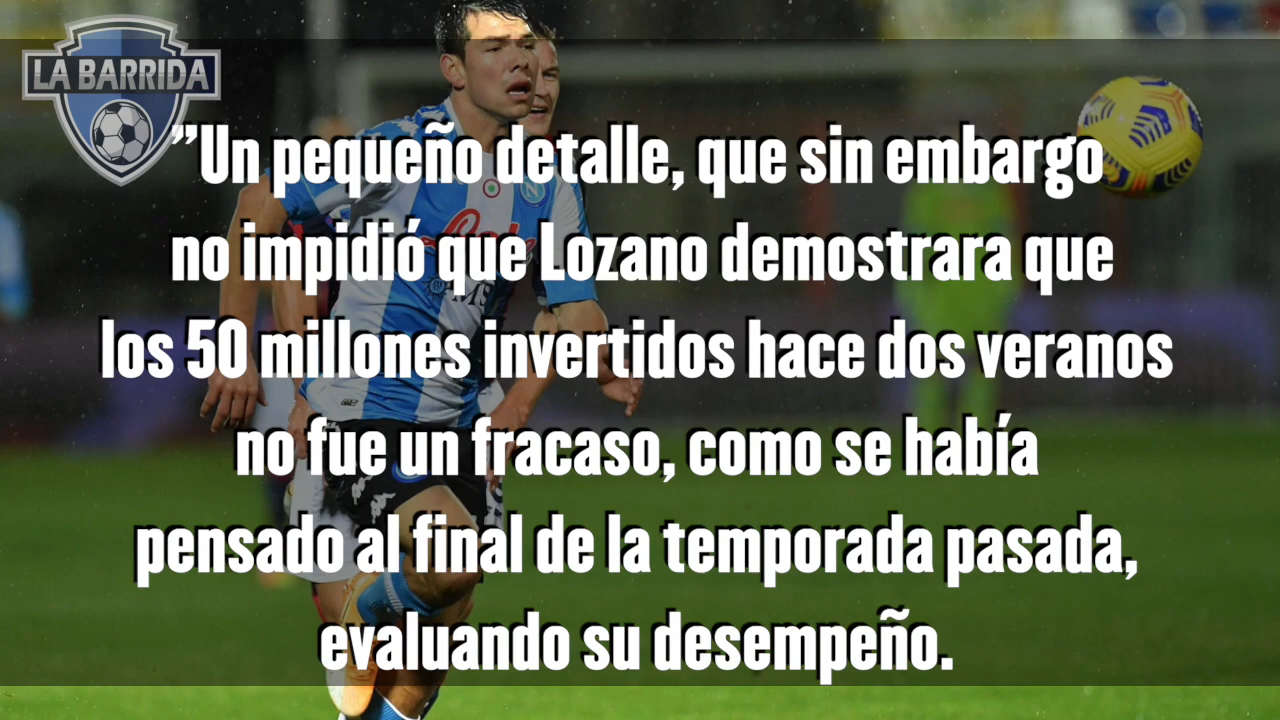 LA BARRIDA
"Un pequeño detalle, que sin embargo
no impidió que Lozano demostrara que
los 50 millones invertidos hace dos veranos
no fue un fracaso, como se había
pensado al final de la temporada pasada,
evaluando su desempeño.